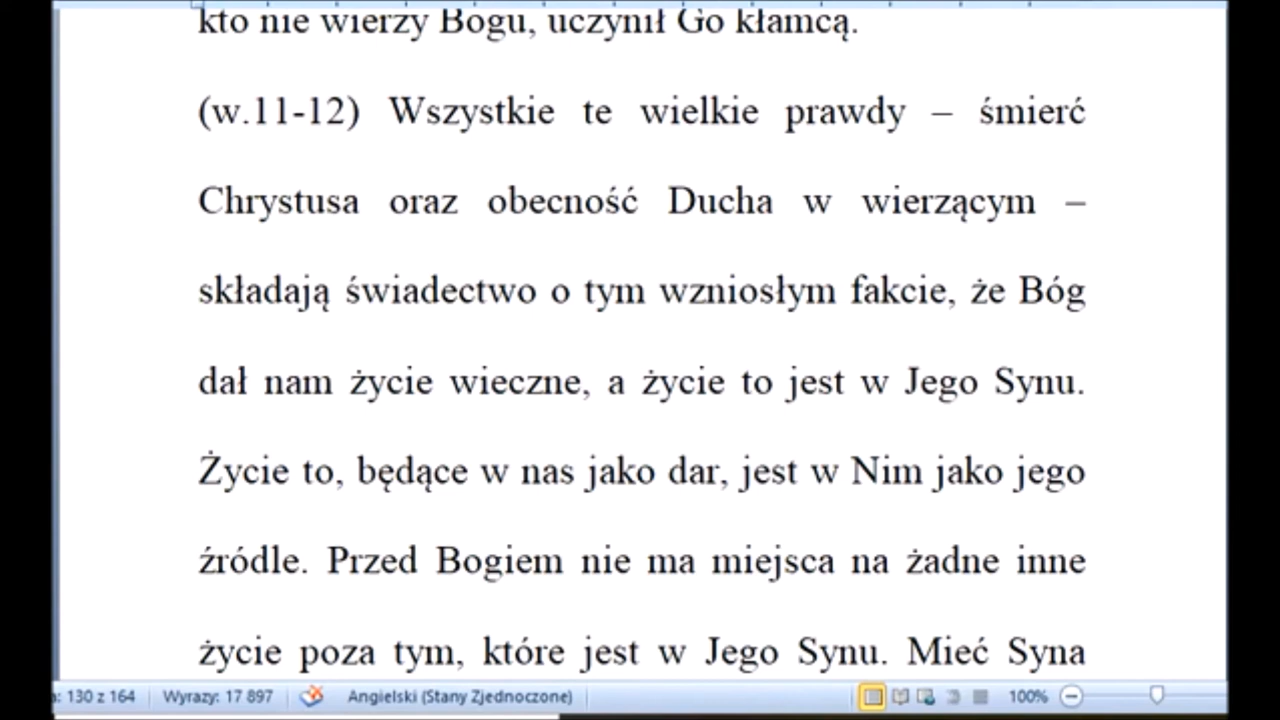 kto nie wierzy Bogu, uczynił Go kłamcą.
(w.11-12) Wszystkie te wielkie prawdy – śmierć
Chrystusa oraz obecność Ducha w wierzącym –
składają świadectwo o tym wzniosłym fakcie, że Bóg
dał nam życie wieczne, a życie to jest w Jego Synu.
Życie to, będące w nas jako dar, jest w Nim jako jego
źródle. Przed Bogiem nie ma miejsca na żadne inne
życie poza tym, które jest w Jego Synu. Mieć Syna
: 130 z 164 Wyrazy: 17 897 Angielski (Stany Zjednoczone) 100%